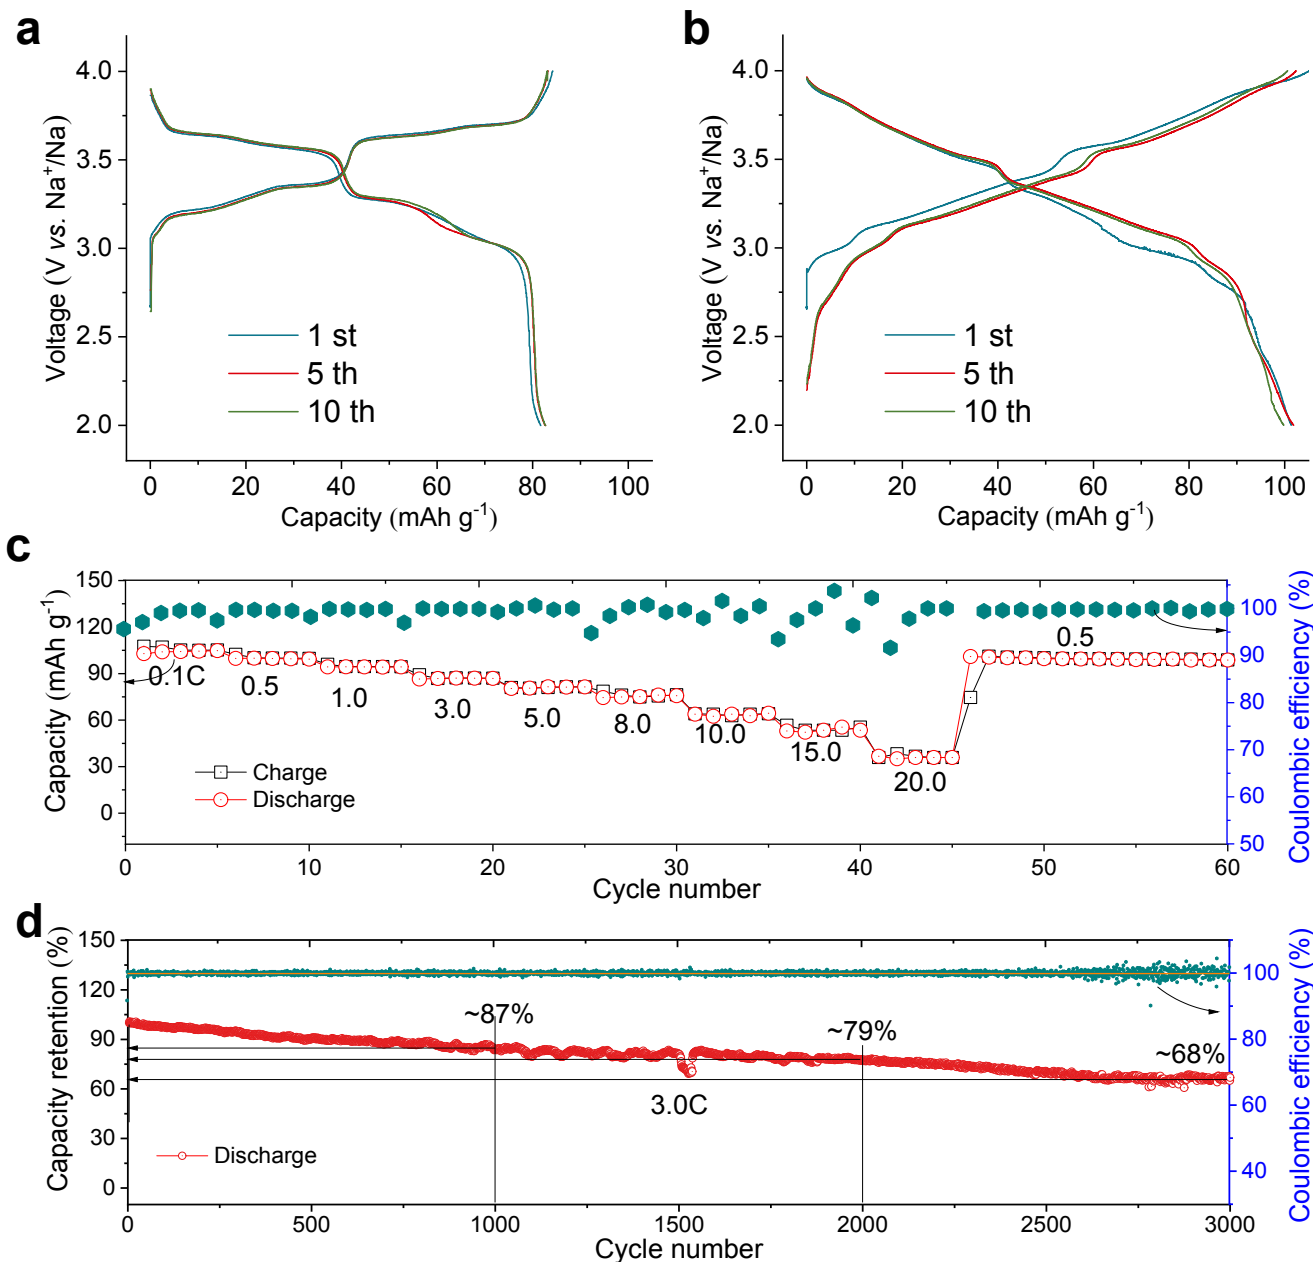 a
4.0
3.5
3.0
2.5
2.0
Voltage (V vs. Na⁺/Na)
1 st
5 th
10 th
0 20 40 60 80 100
Capacity (mAh g⁻¹)
b
4.0
3.5
3.0
2.5
2.0
Voltage (V vs. Na⁺/Na)
1 st
5 th
10 th
0 20 40 60 80 100
Capacity (mAh g⁻¹)
c
150
120
90
60
30
0
Capacity (mAh g⁻¹)
0.1C
0.5
1.0
3.0
5.0
8.0
10.0
15.0
20.0
0.5
Charge
Discharge
100
90
80
70
60
50
Coulombic efficiency (%)
0 10 20 30 40 50 60
Cycle number
d
150
120
90
60
30
0
Capacity retention (%)
~87%
~79%
~68%
3.0C
Discharge
100
80
60
40
Coulombic efficiency (%)
0 500 1000 1500 2000 2500 3000
Cycle number